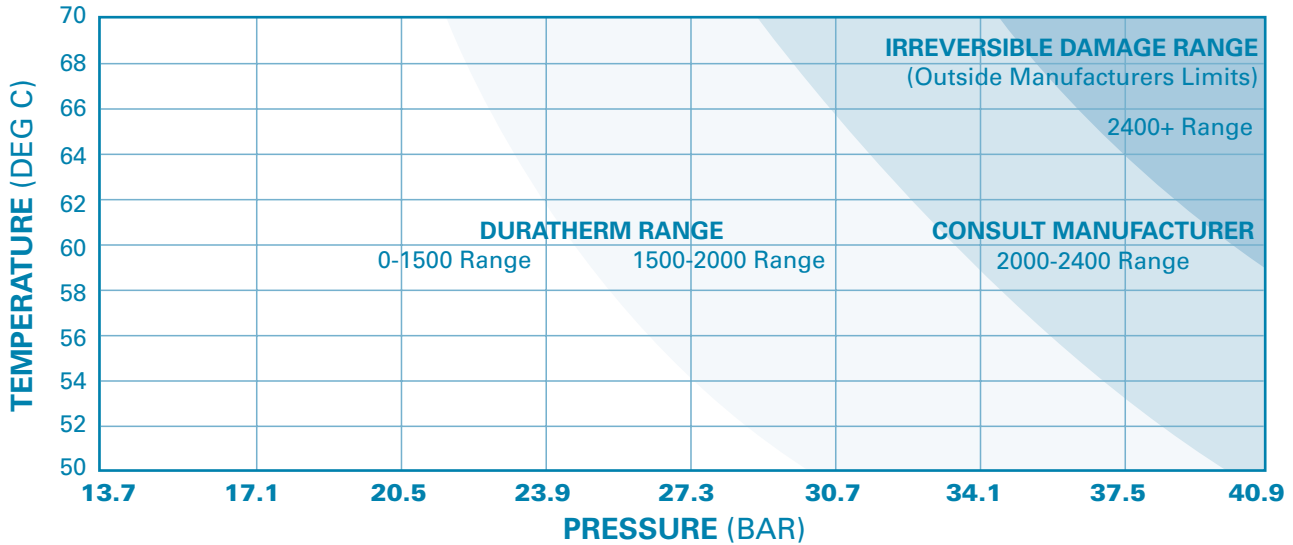 70
68
66
64
62
60
58
56
54
52
50
TEMPERATURE (DEG C)
IRREVERSIBLE DAMAGE RANGE
(Outside Manufacturers Limits)
2400+ Range
DURATHERM RANGE
0-1500 Range
1500-2000 Range
CONSULT MANUFACTURER
2000-2400 Range
13.7 17.1 20.5 23.9 27.3 30.7 34.1 37.5 40.9
PRESSURE (BAR)